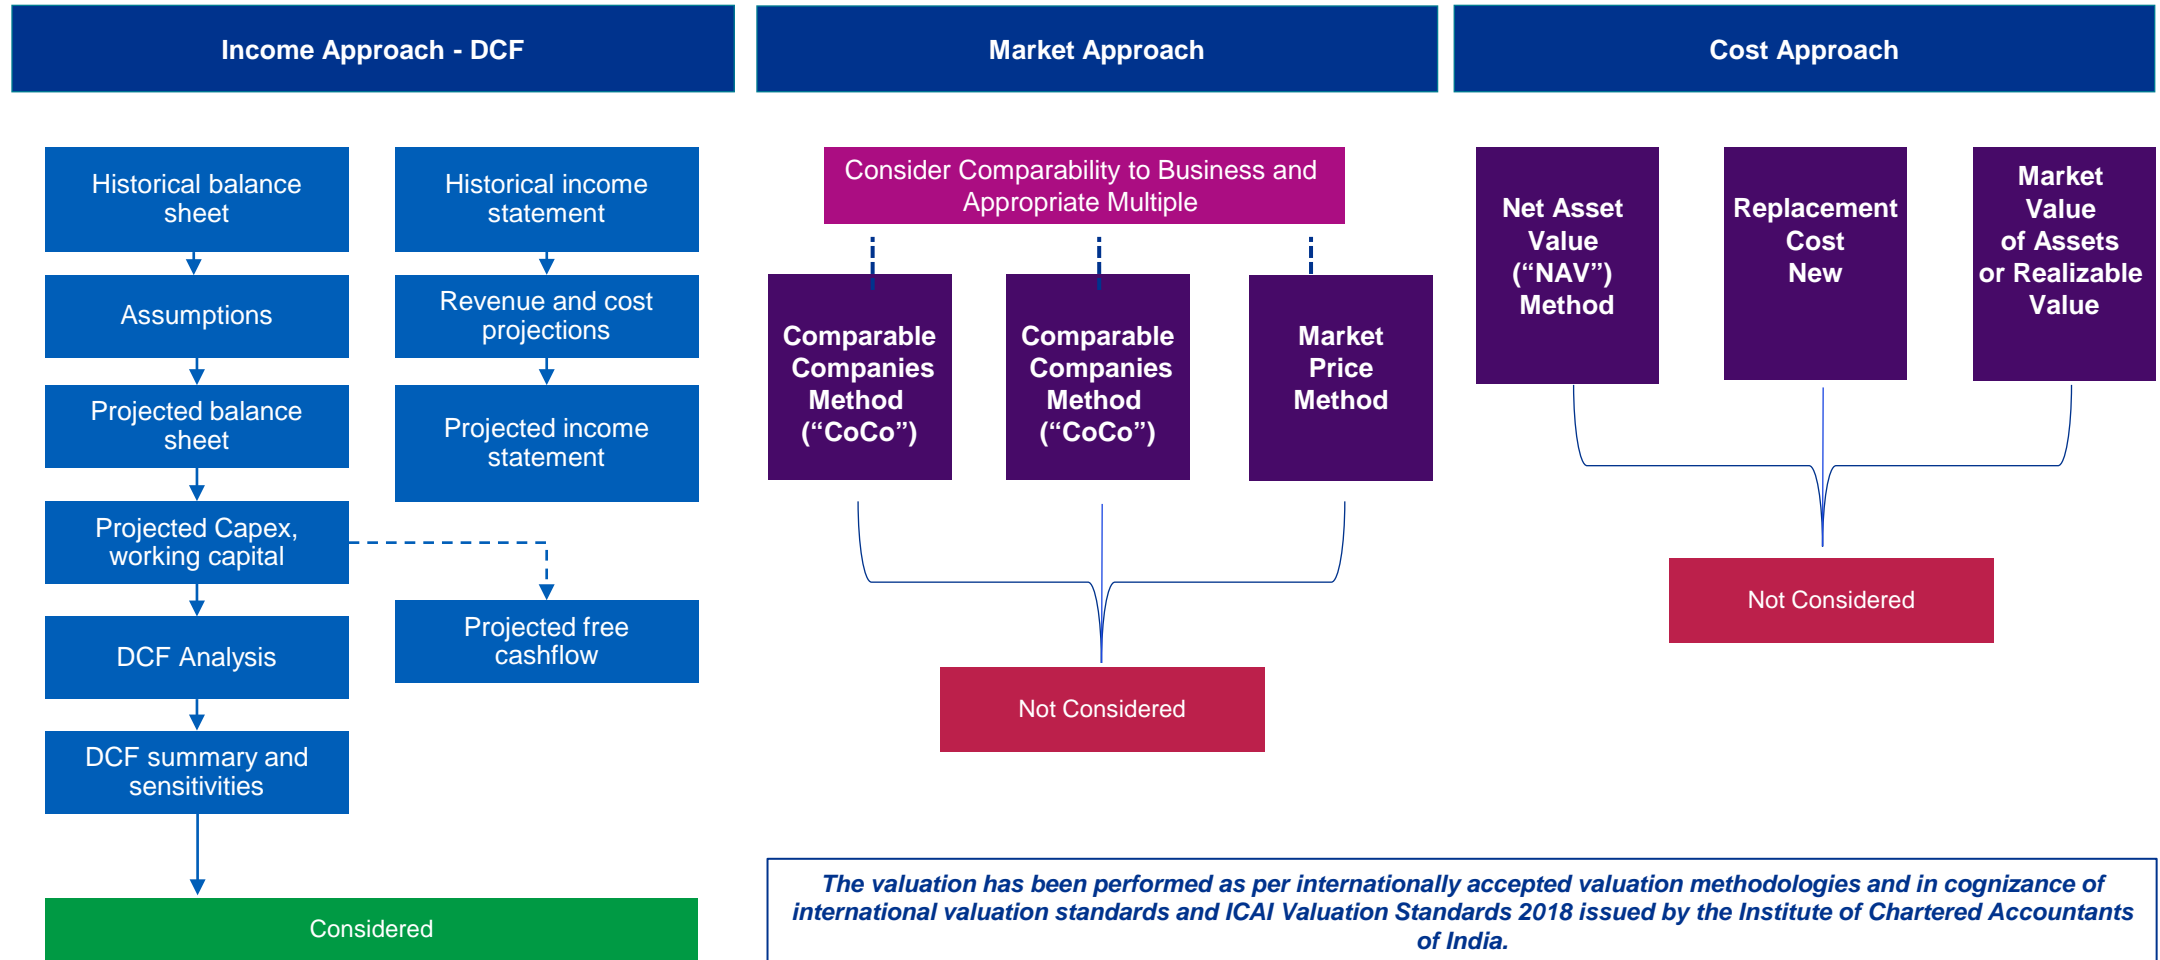 Income Approach - DCF
Historical balance
sheet
Historical income
statement
Assumptions
Revenue and cost
projections
Projected balance
sheet
Projected income
statement
Projected Capex,
working capital
Projected free
cashflow
DCF Analysis
DCF summary and
sensitivities
Considered
Market Approach
Consider Comparability to Business and
Appropriate Multiple
Comparable
Companies
Method
(“CoCo”)
Comparable
Companies
Method
(“CoCo”)
Market
Price
Method
Not Considered
Cost Approach
Net Asset
Value
(“NAV”)
Method
Replacement
Cost
New
Market
Value
of Assets
or Realizable
Value
Not Considered
The valuation has been performed as per internationally accepted valuation methodologies and in cognizance of
international valuation standards and ICAI Valuation Standards 2018 issued by the Institute of Chartered Accountants
of India.